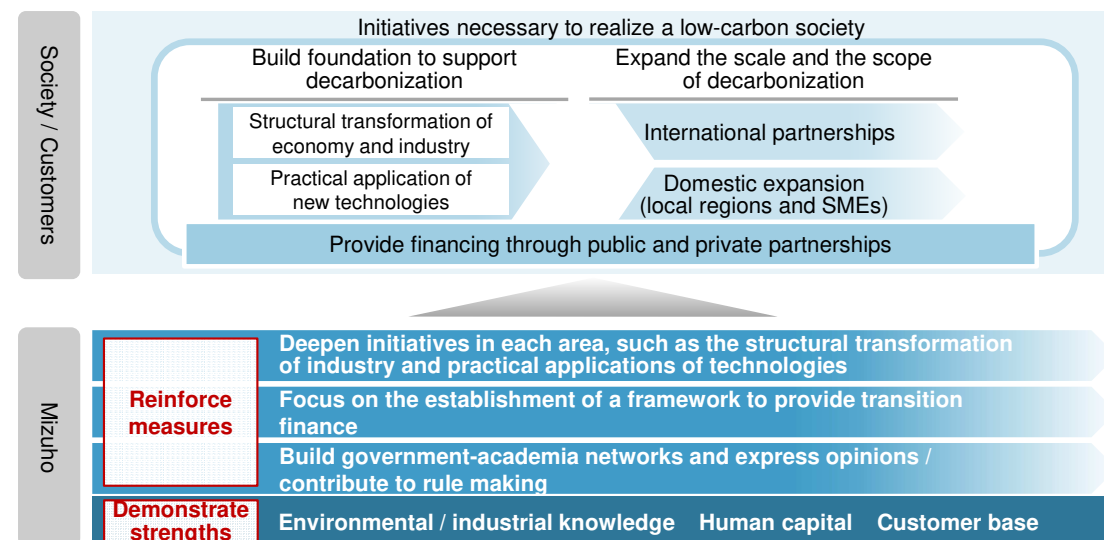 Society / Customers
Initiatives necessary to realize a low-carbon society
Build foundation to support
decarbonization
Expand the scale and the scope
of decarbonization
Structural transformation of
economy and industry
Practical application of
new technologies
International partnerships
Domestic expansion
(local regions and SMEs)
Provide financing through public and private partnerships
Mizuho
Reinforce
measures
Deepen initiatives in each area, such as the structural transformation
of industry and practical applications of technologies
Focus on the establishment of a framework to provide transition
finance
Build government-academia networks and express opinions /
contribute to rule making
Demonstrate
strengths
Environmental / industrial knowledge Human capital Customer base